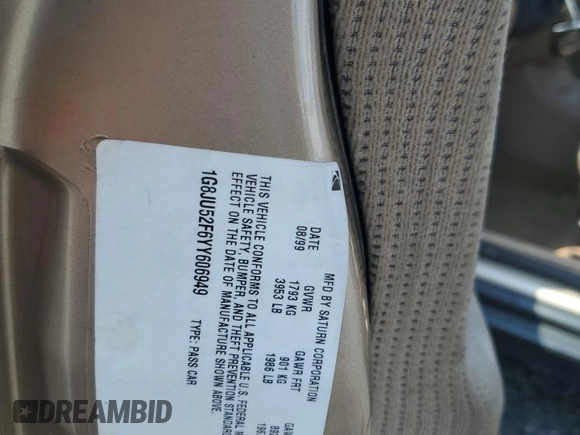 MFD BY SATURN CORPORATION
DATE GVWR GAWR FRT
08/99 1793 KG 901 KG
3953 LB 1986 LB
THIS VEHICLE CONFORMS TO ALL APPLICABLE U.S. FEDERAL
VEHICLE SAFETY, BUMPER, AND THEFT PREVENTION
EFFECT ON THE DATE OF MANUFACTURE SHOWN ABOVE.
1G8JU52F6YY606949 TYPE: PASS CAR
DREAMBID